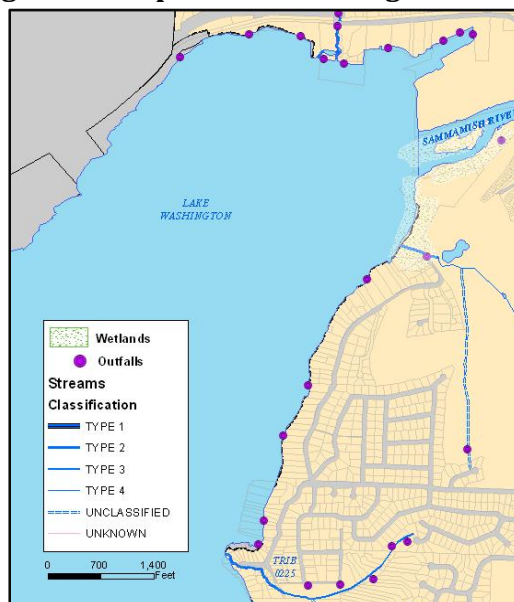 SAMMAMISH RIVER
LAKE
WASHINGTON
Wetlands
Outfalls
Streams
Classification
TYPE 1
TYPE 2
TYPE 3
TYPE 4
UNCLASSIFIED
UNKNOWN
0 700 1,400
Feet
TRIB
0225